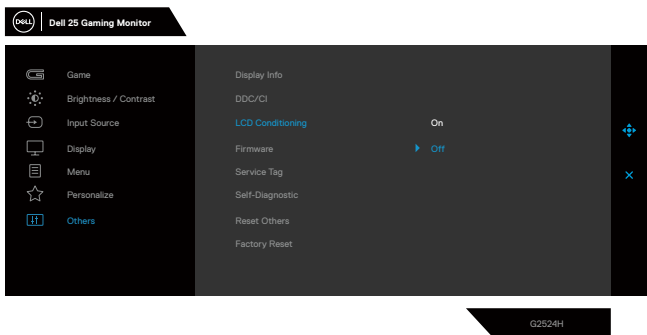 DELL Dell 25 Gaming Monitor
Game
Brightness / Contrast
Input Source
Display
Menu
Personalize
Others
Display Info
DDC/CI
LCD Conditioning
Firmware
Service Tag
Self-Diagnostic
Reset Others
Factory Reset
On
Off
G2524H